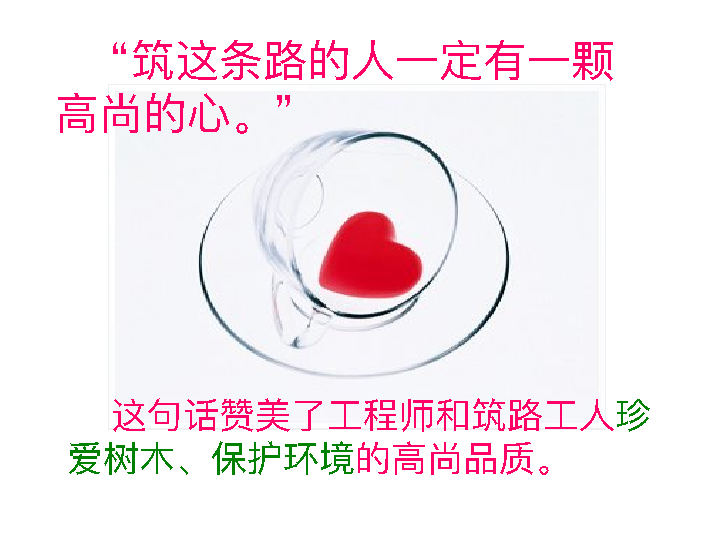 “筑这条路的人一定有一颗
高尚的心。”
这句话赞美了工程师和筑路工人珍
爱树木、保护环境的高尚品质。